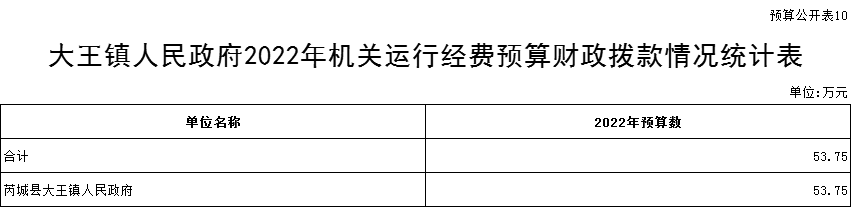 预算公开表10
大王镇人民政府2022年机关运行经费预算财政拨款情况统计表
单位:万元
单位名称 2022年预算数
合计 53.75
芮城县大王镇人民政府 53.75